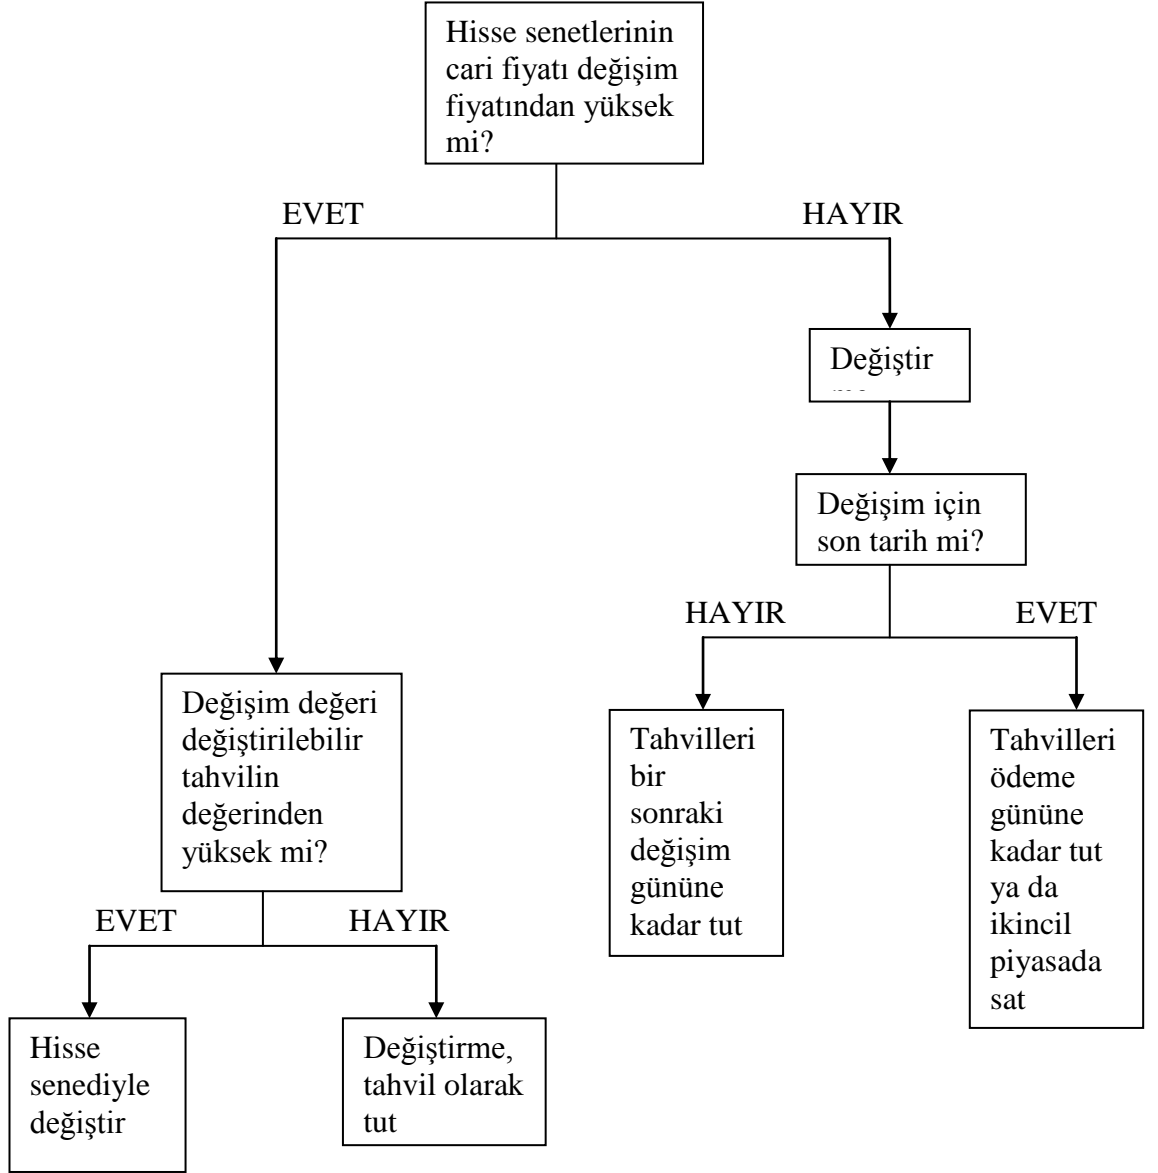 Hisse senetlerinin
cari fiyatı değişim
fiyatından yüksek
mi?
EVET
HAYIR
Değiştir
Değişim için
son tarih mi?
HAYIR
EVET
Değişim değeri
değiştirilebilir
tahvilin
değerinden
yüksek mi?
Tahvilleri
bir
sonraki
değişim
gününe
kadar tut
Tahvilleri
ödeme
gününe
kadar tut
ya da
ikincil
piyasada
sat
EVET
HAYIR
Hisse
senediyle
değiştir
Değiştirme,
tahvil olarak
tut